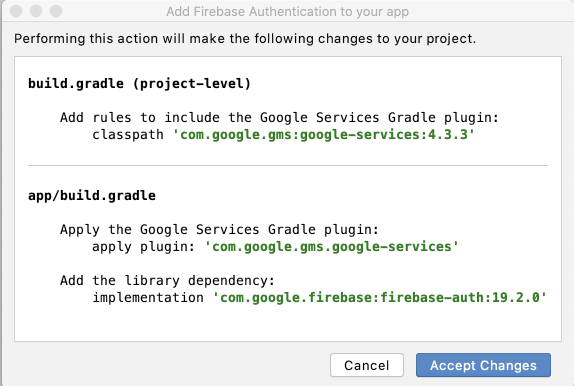 Add Firebase Authentication to your app
Performing this action will make the following changes to your project.
build.gradle (project-level)
Add rules to include the Google Services Gradle plugin:
classpath 'com.google.gms:google-services:4.3.3'
app/build.gradle
Apply the Google Services Gradle plugin:
apply plugin: 'com.google.gms.google-services'
Add the library dependency:
implementation 'com.google.firebase:firebase-auth:19.2.0'
Cancel
Accept Changes